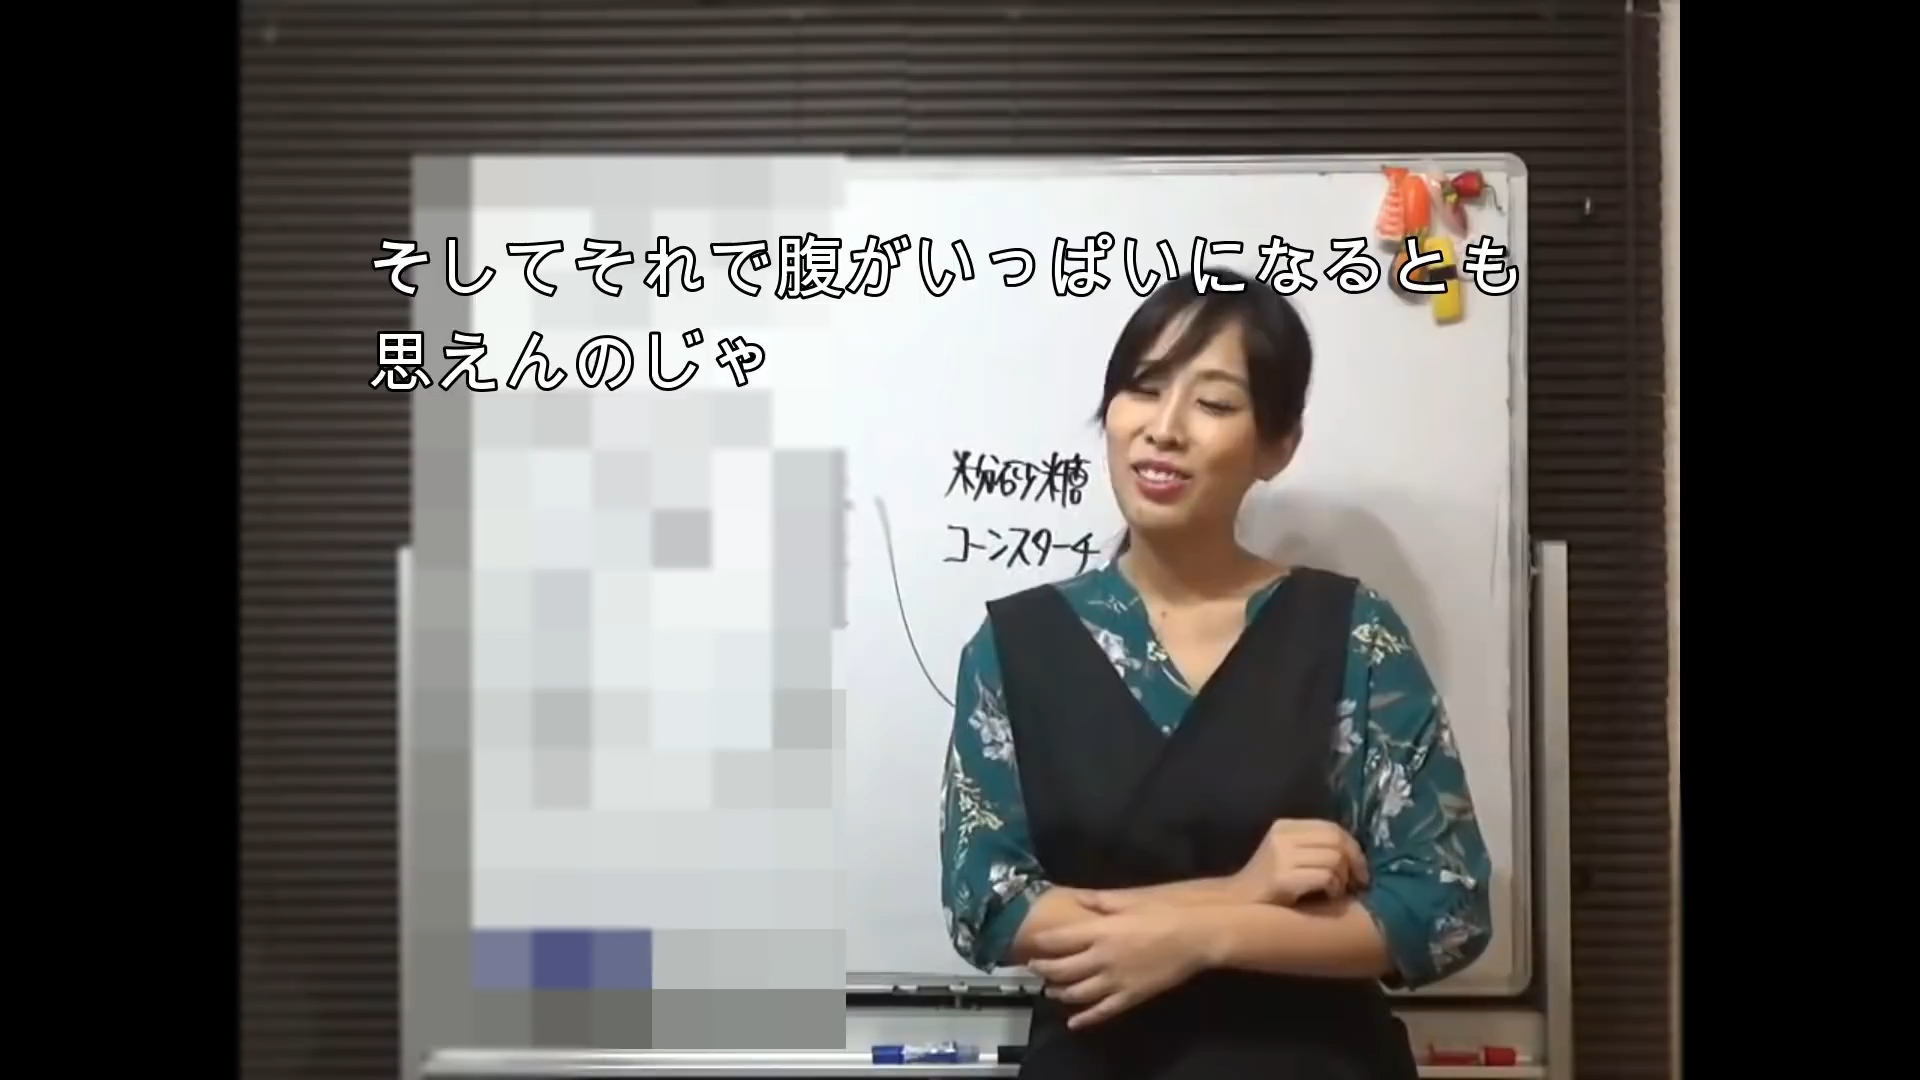 そしてそれで腹がいっぱいになるとも
思えんのじゃ
粉砂糖
コーンスターチ